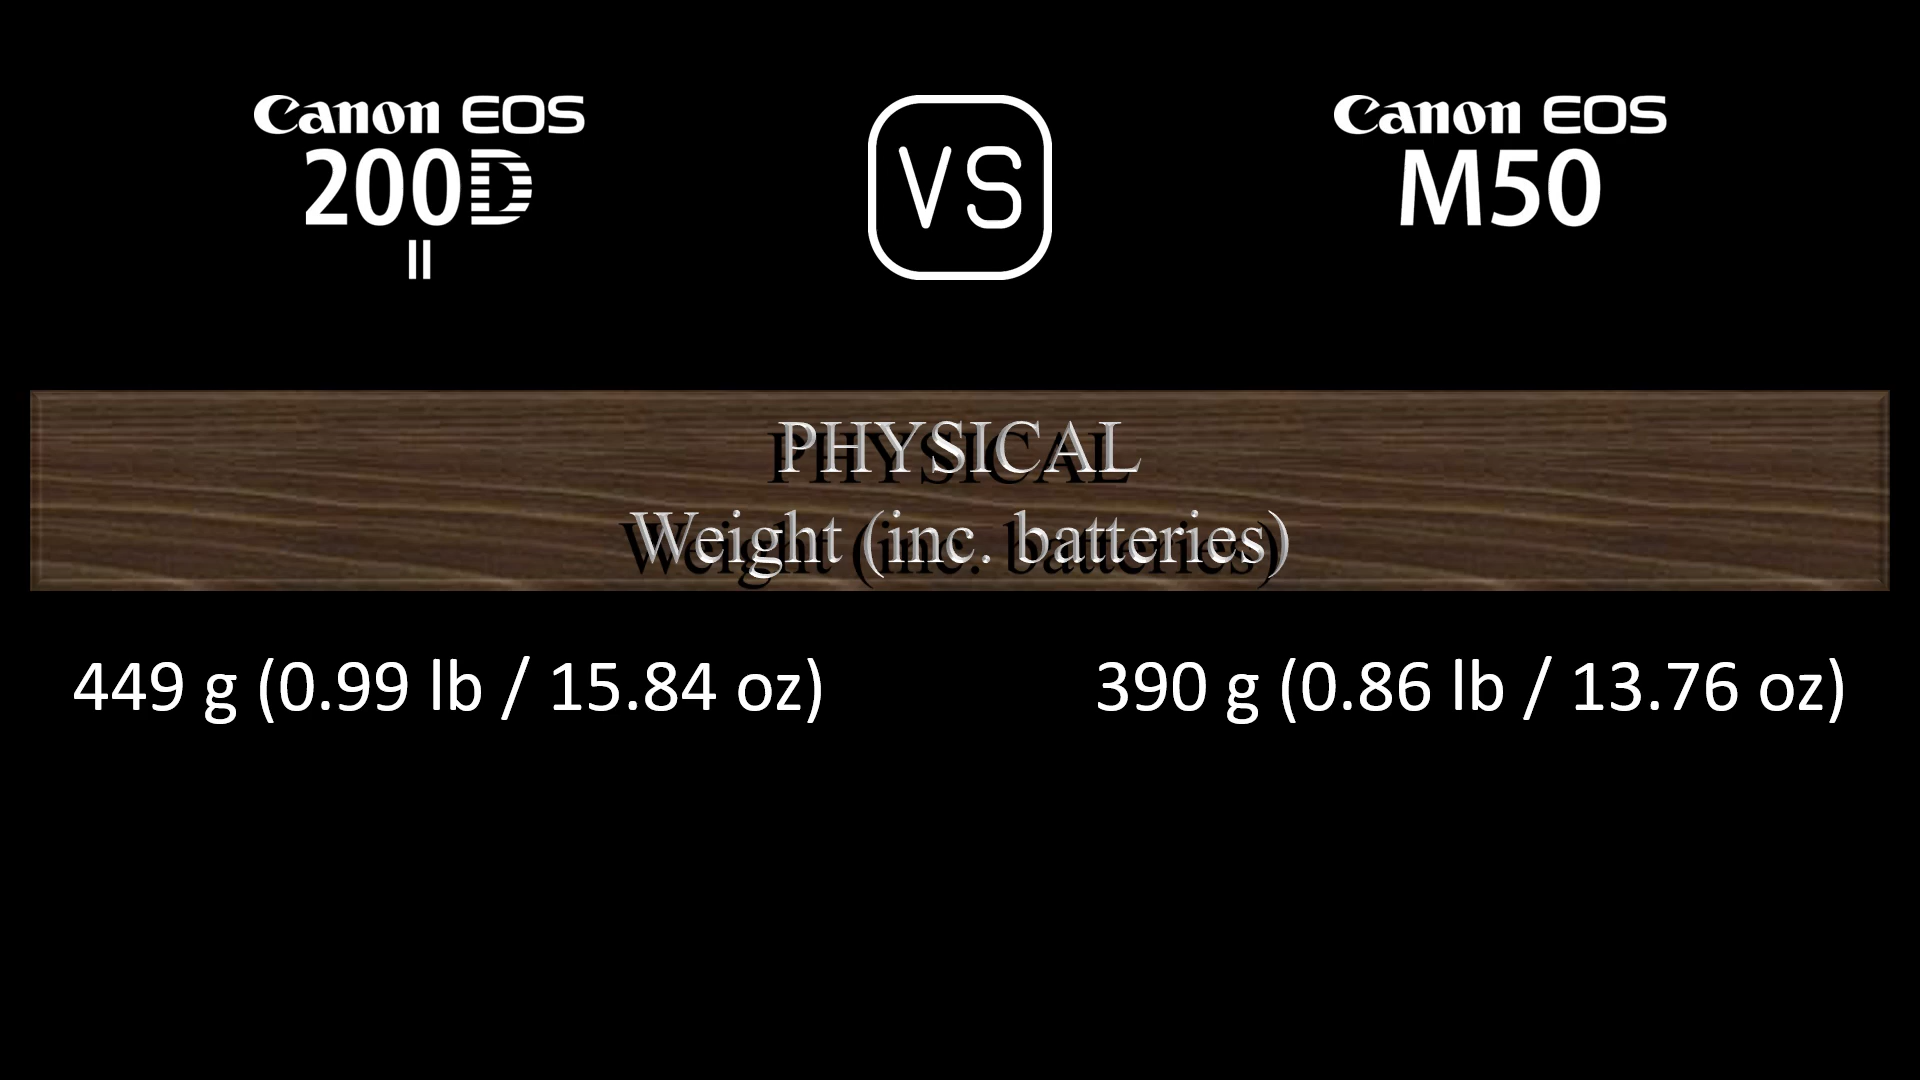 Canon EOS
200D
II
VS
Canon EOS
M50
PHYSICAL
Weight (inc. batteries)
449 g (0.99 lb / 15.84 oz)
390 g (0.86 lb / 13.76 oz)